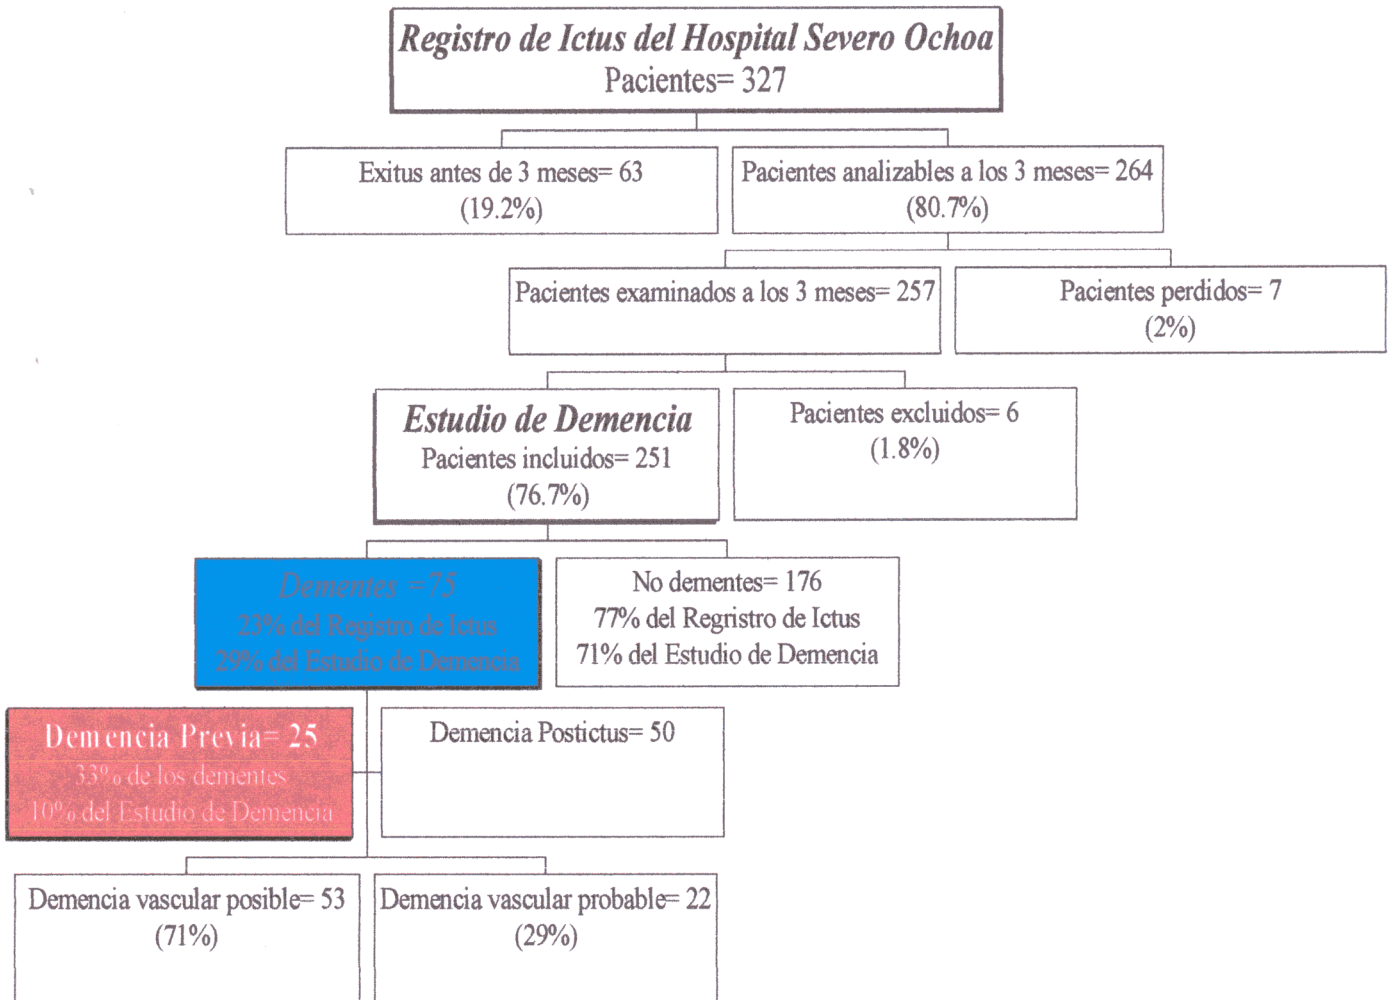 Registro de Ictus del Hospital Severo Ochoa
Pacientes= 327
Exitus antes de 3 meses= 63
(19.2%)
Pacientes analizables a los 3 meses= 264
(80.7%)
Pacientes examinados a los 3 meses= 257
Pacientes perdidos= 7
(2%)
Estudio de Demencia
Pacientes incluidos= 251
(76.7%)
Pacientes excluidos= 6
(1.8%)
Dementes =75
23% del Registro de Ictus
29% del Estudio de Demencia
No dementes= 176
77% del Regristro de Ictus
71% del Estudio de Demencia
Demencia Previa= 25
33% de los dementes
10% del Estudio de Demencia
Demencia Postictus= 50
Demencia vascular posible= 53
(71%)
Demencia vascular probable= 22
(29%)